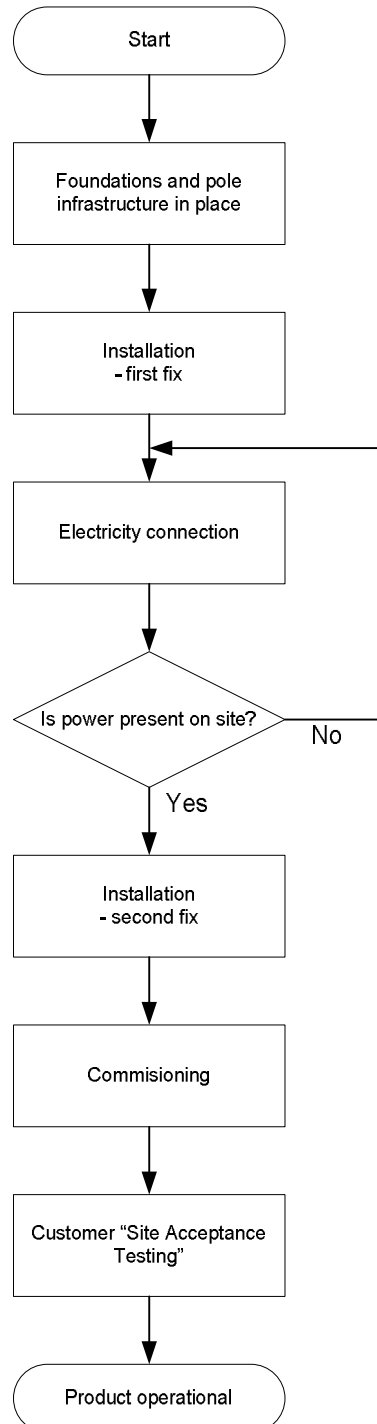 Start
Foundations and pole
infrastructure in place
Installation
- first fix
Electricity connection
Is power present on site?
No
Yes
Installation
- second fix
Commisioning
Customer “Site Acceptance
Testing”
Product operational